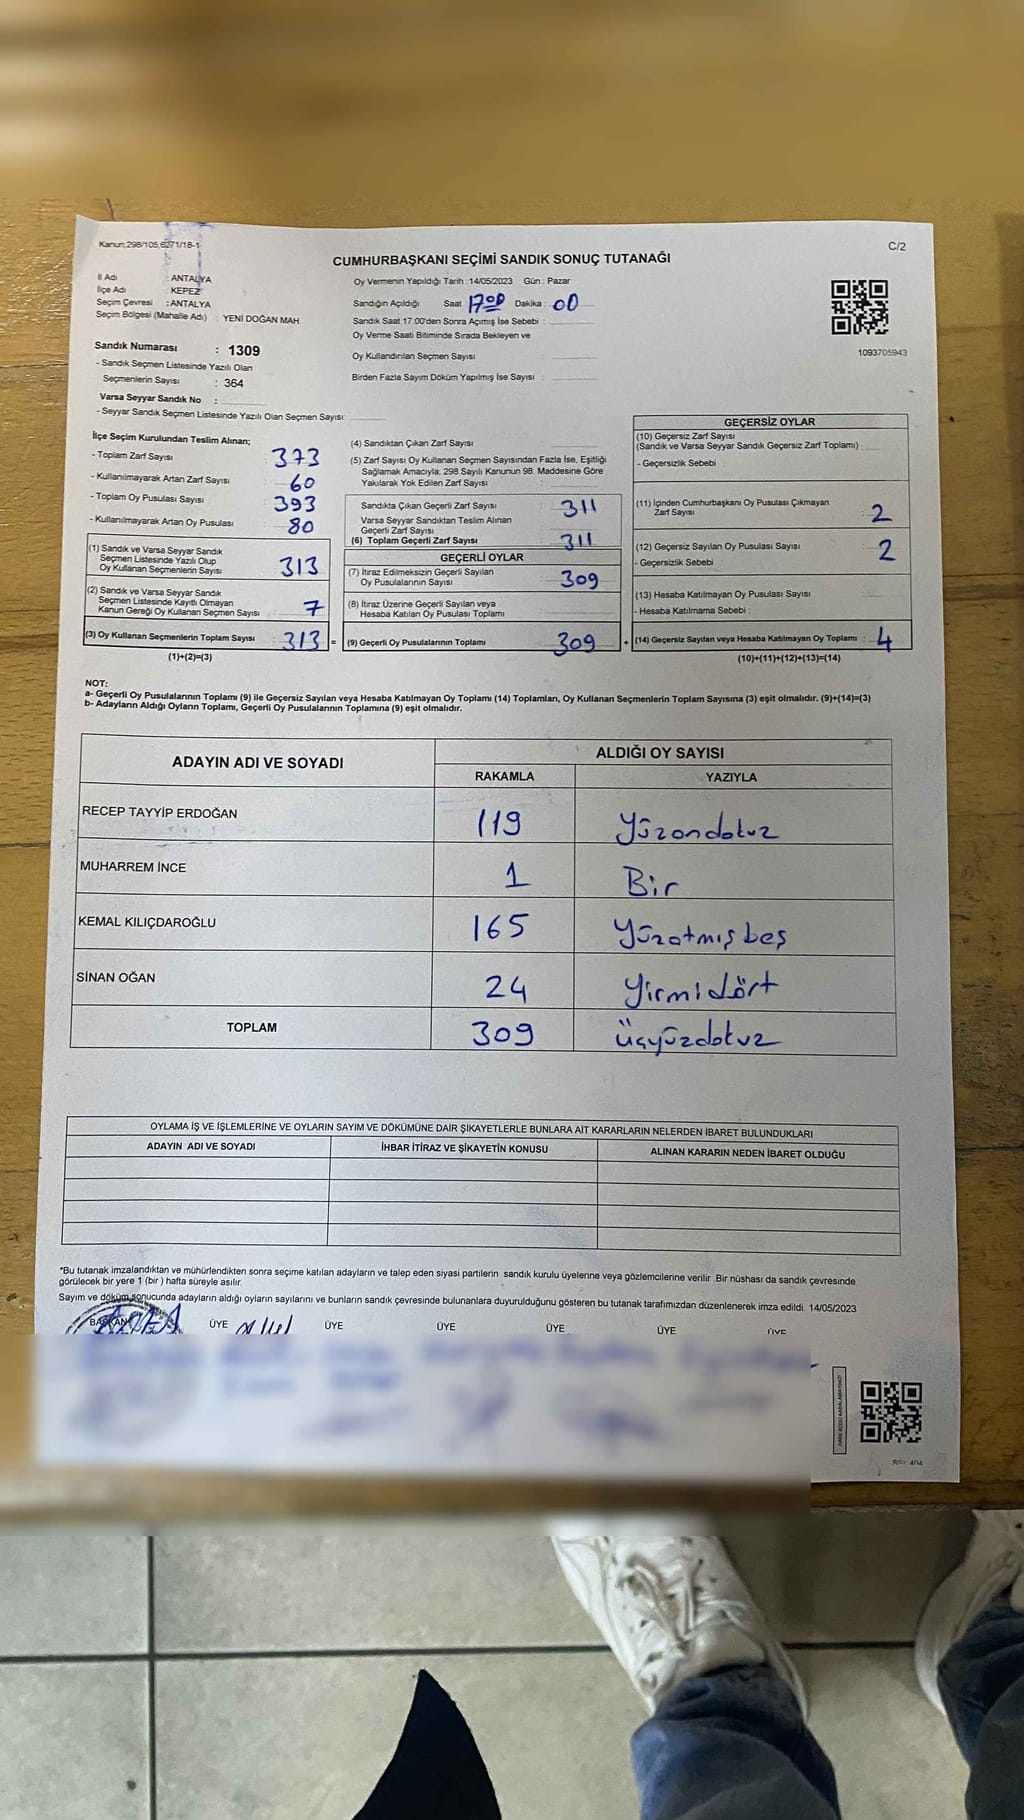 Kanun:298/105,6271/18-1
C/2
CUMHURBAŞKANI SEÇİMİ SANDIK SONUÇ TUTANAĞI
İl Adı : ANTALYA
İlçe Adı : KEPEZ
Seçim Çevresi : ANTALYA
Seçim Bölgesi (Mahalle Adı) : YENİ DOĞAN MAH.
Oy Vermenin Yapıldığı Tarih : 14/05/2023 Gün : Pazar
Sandığın Açıldığı Saat 17:00 Dakika : 00
Sandık Saat 17:00'den Sonra Açımış İse Sebebi :
Oy Verme Saati Bitiminde Sırada Bekleyen ve
Oy Kullandırılan Seçmen Sayısı :
Birden Fazla Sayım Döküm Yapılmış İse Sayısı :
1093705943
Sandık Numarası : 1309
- Sandık Seçmen Listesinde Yazılı Olan
Seçmenlerin Sayısı : 364
Varsa Seyyar Sandık No :
- Seyyar Sandık Seçmen Listesinde Yazılı Olan Seçmen Sayısı:
İlçe Seçim Kurulundan Teslim Alınan;
- Toplam Zarf Sayısı 373
- Kullanılmayarak Artan Zarf Sayısı : 60
- Toplam Oy Pusulası Sayısı 393
- Kullanılmayarak Artan Oy Pusulası : 80
(1) Sandık ve Varsa Seyyar Sandık
Seçmen Listesinde Yazılı Olup
Oy Kullanan Seçmenlerin Sayısı : 313
(2) Sandık ve Varsa Seyyar Sandık
Seçmen Listesinde Kayıtlı Olmayan
Kanun Gereği Oy Kullanan Seçmen Sayısı : 7
(3) Oy Kullanan Seçmenlerin Toplam Sayısı : 313 =
(1)+(2)=(3)
(4) Sandıktan Çıkan Zarf Sayısı :
(5) Zarf Sayısı Oy Kullanan Seçmen Sayısından Fazla İse, Eşitliği
Sağlamak Amacıyla, 298 Sayılı Kanunun 98. Maddesine Göre
Yakılarak Yok Edilen Zarf Sayısı :
Sandıkta Çıkan Geçerli Zarf Sayısı : 311
Varsa Seyyar Sandıktan Teslim Alınan
Geçerli Zarf Sayısı
(6) Toplam Geçerli Zarf Sayısı : 311
GEÇERLİ OYLAR
(7) İtiraz Edilmeksizin Geçerli Sayılan
Oy Pusulalarının Sayısı : 309
(8) İtiraz Üzerine Geçerli Sayılan veya
Hesaba Katılan Oy Pusulası Toplamı :
(9) Geçerli Oy Pusulalarının Toplamı : 309 +
GEÇERSİZ OYLAR
(10) Geçersiz Zarf Sayısı
(Sandık ve Varsa Seyyar Sandık Geçersiz Zarf Toplamı) :
- Geçersizlik Sebebi :
(11) İçinden Cumhurbaşkanı Oy Pusulası Çıkmayan
Zarf Sayısı : 2
(12) Geçersiz Sayılan Oy Pusulası Sayısı : 2
- Geçersizlik Sebebi :
(13) Hesaba Katılmayan Oy Pusulası Sayısı :
- Hesaba Katılmama Sebebi :
(14) Geçersiz Sayılan veya Hesaba Katılmayan Oy Toplamı : 4
(10)+(11)+(12)+(13)=(14)
NOT:
a- Geçerli Oy Pusulalarının Toplamı (9) ile Geçersiz Sayılan veya Hesaba Katılmayan Oy Toplamı (14) Toplamları, Oy Kullanan Seçmenlerin Toplam Sayısına (3) eşit olmalıdır. (9)+(14)=(3)
b- Adayların Aldığı Oyların Toplamı, Geçerli Oy Pusulalarının Toplamına (9) eşit olmalıdır.
ADAYIN ADI VE SOYADI
ALDIĞI OY SAYISI
RAKAMLA YAZIYLA
RECEP TAYYİP ERDOĞAN 119 Yüzondokuz
MUHARREM İNCE 1 Bir
KEMAL KILIÇDAROĞLU 165 Yüzatmışbeş
SİNAN OĞAN 24 Yirmidört
TOPLAM 309 Üçyüzdokuz
OYLAMA İŞ VE İŞLEMLERİNE VE OYLARIN SAYIM VE DÖKÜMÜNE DAİR ŞİKAYETLERLE BUNLARA AİT KARARLARIN NELERDEN İBARET BULUNDUKLARI
ADAYIN ADI VE SOYADI İHBAR İTİRAZ VE ŞİKAYETİN KONUSU ALINAN KARARIN NEDEN İBARET OLDUĞU
*Bu tutanak imzalandıktan ve mühürlendikten sonra seçime katılan adayların ve talep eden siyasi partilerin sandık kurulu üyelerine veya gözlemcilerine verilir .Bir nüshası da sandık çevresinde
görülecek bir yere 1 (bir ) hafta süreyle asılır.
Sayım ve döküm sonucunda adayların aldığı oyların sayılarını ve bunların sandık çevresinde bulunanlara duyurulduğunu gösteren bu tutanak tarafımızdan düzenlenerek imza edildi. 14/05/2023
BAŞKAN ÜYE ÜYE ÜYE ÜYE ÜYE ÜYE